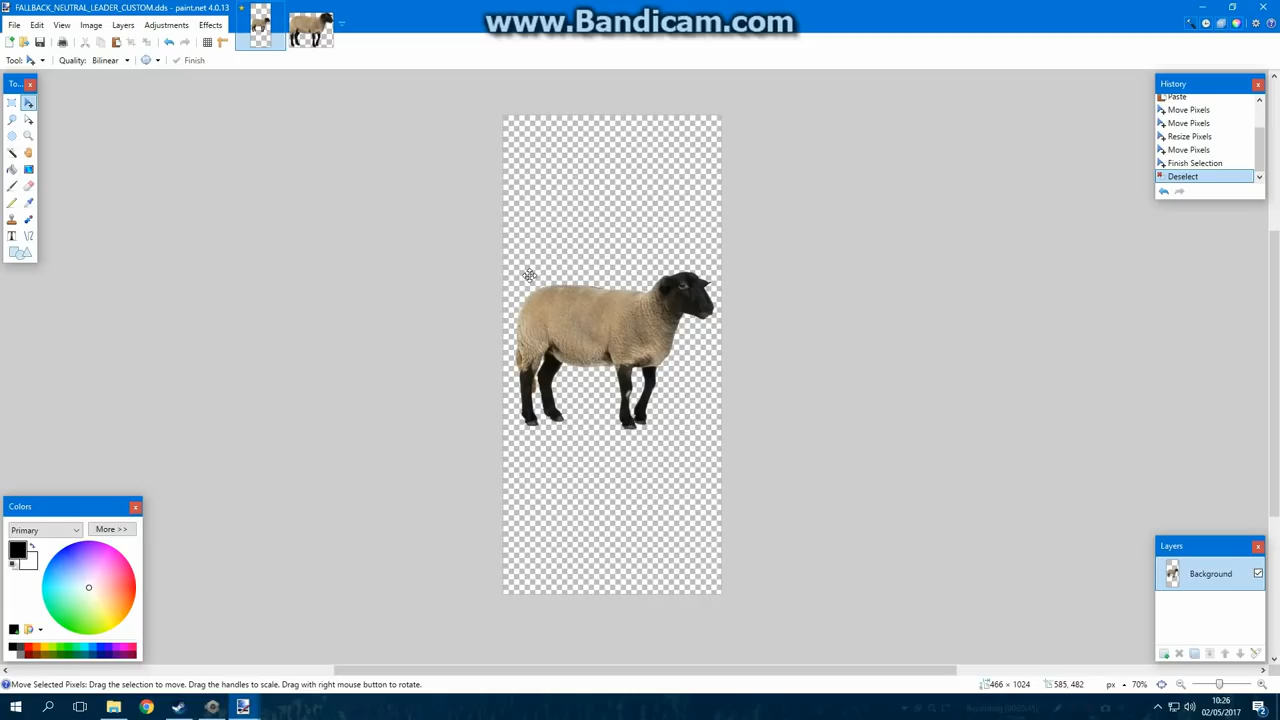 FALLBACK_NEUTRAL_LEADER_CUSTOM.dds - paint.net 4.0.13
www.Bandicam.com
File Edit View Image Layers Adjustments Effects
Tool: Quality: Bilinear Finish
To...
History
Paste
Move Pixels
Move Pixels
Resize Pixels
Move Pixels
Finish Selection
Deselect
Colors
Primary
More >>
Layers
Background
Move Selected Pixels: Drag the selection to move. Drag the handles to scale. Drag with right mouse button to rotate.
466 × 1024
585, 482
px
70%
10:26
02/05/2017